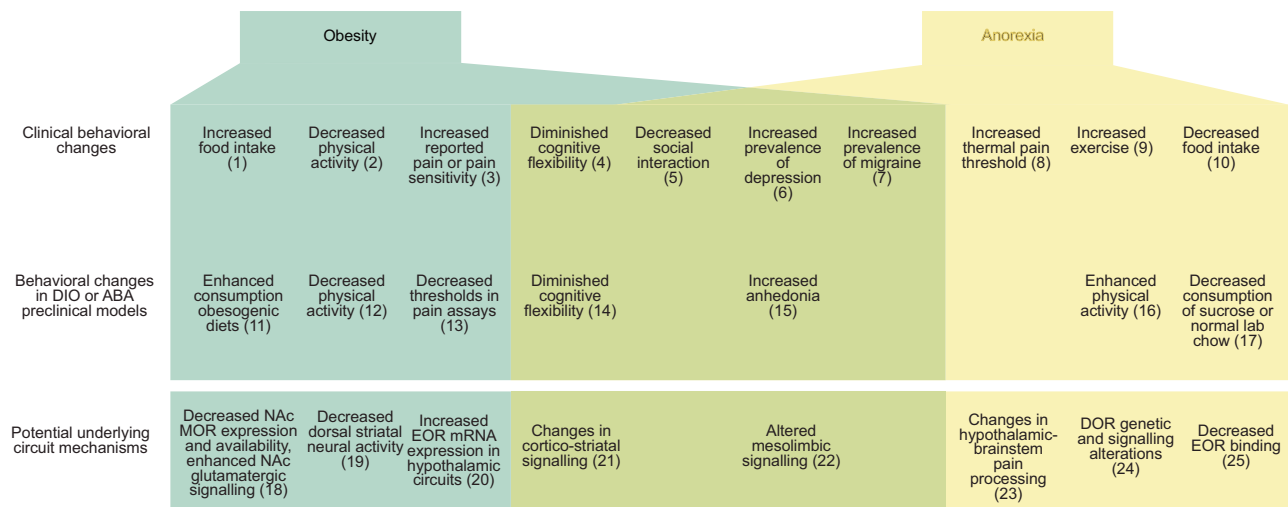 Obesity
Anorexia
Clinical behavioral
changes
Increased
food intake
(1)
Decreased
physical
activity (2)
Increased
reported
pain or pain
sensitivity (3)
Diminished
cognitive
flexibility (4)
Decreased
social
interaction
(5)
Increased
prevalence
of
depression
(6)
Increased
prevalence
of migraine
(7)
Increased
thermal pain
threshold (8)
Increased
exercise (9)
Decreased
food intake
(10)
Behavioral changes
in DIO or ABA
preclinical models
Enhanced
consumption
obesogenic
diets (11)
Decreased
physical
activity (12)
Decreased
thresholds in
pain assays
(13)
Diminished
cognitive
flexibility (14)
Increased
anhedonia
(15)
Enhanced
physical
activity (16)
Decreased
consumption
of sucrose or
normal lab
chow (17)
Potential underlying
circuit mechanisms
Decreased NAc
MOR expression
and availability,
enhanced NAc
glutamatergic
signalling (18)
Decreased
dorsal striatal
neural activity
(19)
Increased
EOR mRNA
expression in
hypothalamic
circuits (20)
Changes in
cortico-striatal
signalling (21)
Altered
mesolimbic
signalling (22)
Changes in
hypothalamic-
brainstem
pain
processing
(23)
DOR genetic
and signalling
alterations
(24)
Decreased
EOR binding
(25)